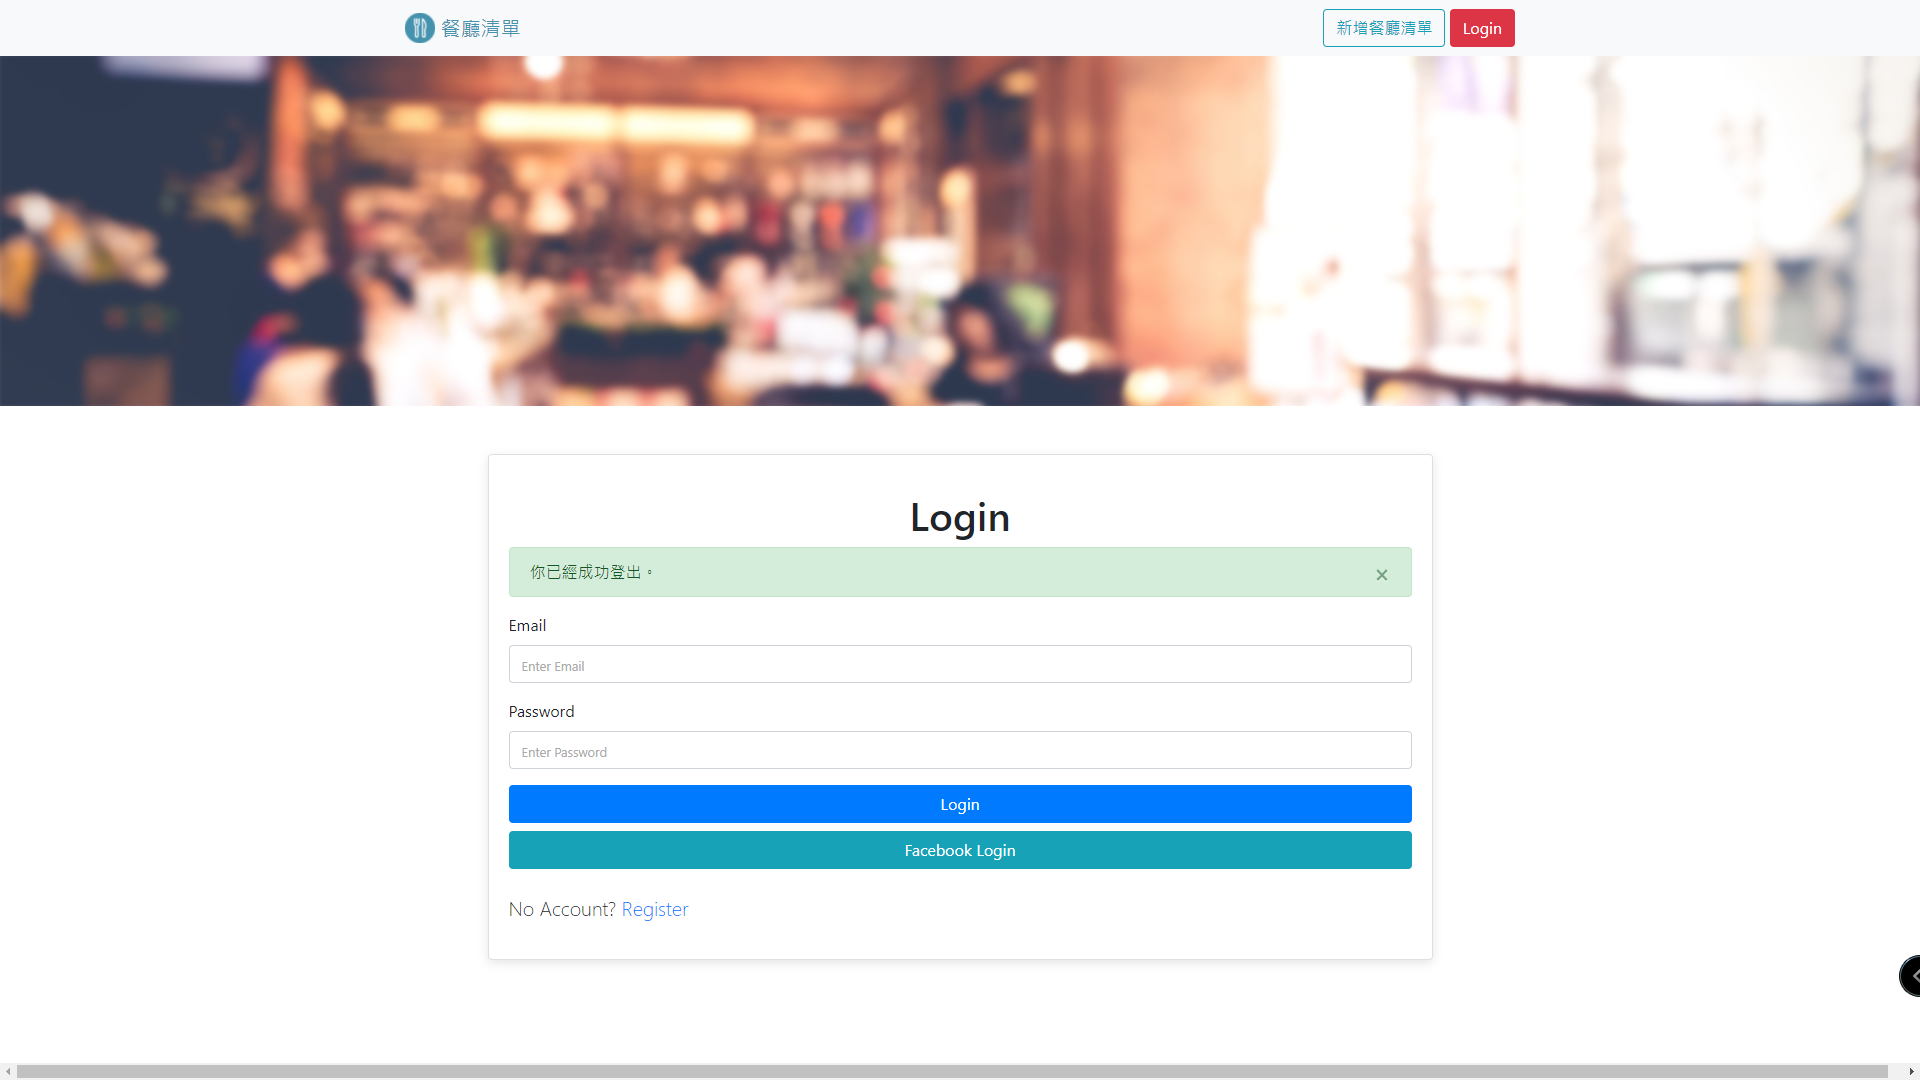 餐廳清單
新增餐廳清單
Login
Login
你已經成功登出。
×
Email
Enter Email
Password
Enter Password
Login
Facebook Login
No Account? Register